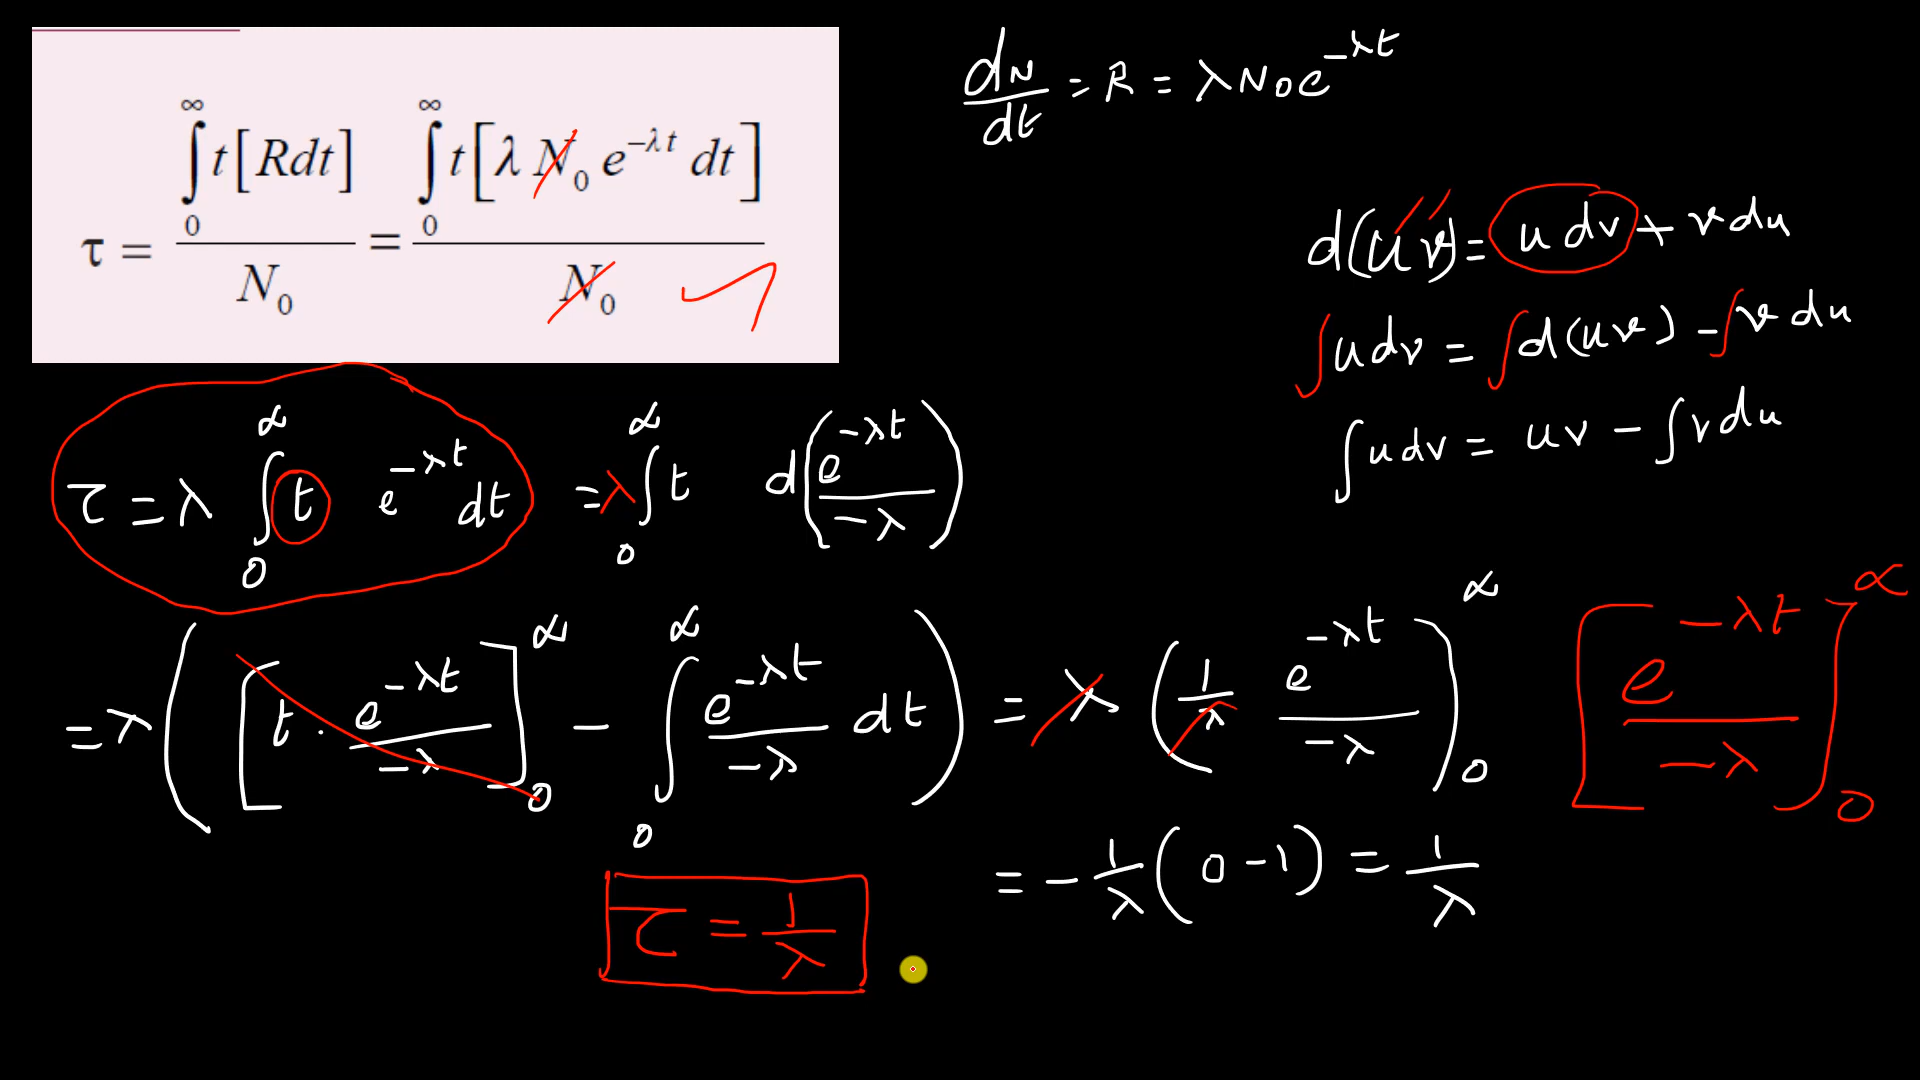 τ = ∫₀^∞ t[Rdt] / N₀ = ∫₀^∞ t[λ N₀ e^{-λt} dt] / N₀
dN/dt = R = λN₀e^{-λt}
d(uv) = u dv + v du
∫u dv = ∫d(uv) - ∫v du
∫u dv = uv - ∫v du
τ = λ ∫₀^∝ t e^{-λt} dt = λ ∫₀^∝ t d(e^{-λt} / -λ)
= λ([t · e^{-λt} / -λ]₀^∝ - ∫₀^∝ e^{-λt} / -λ dt) = λ(1/λ e^{-λt} / -λ)₀^∝ [e^{-λt} / -λ]₀^∝
= -1/λ (0 - 1) = 1/λ
τ = 1/λ